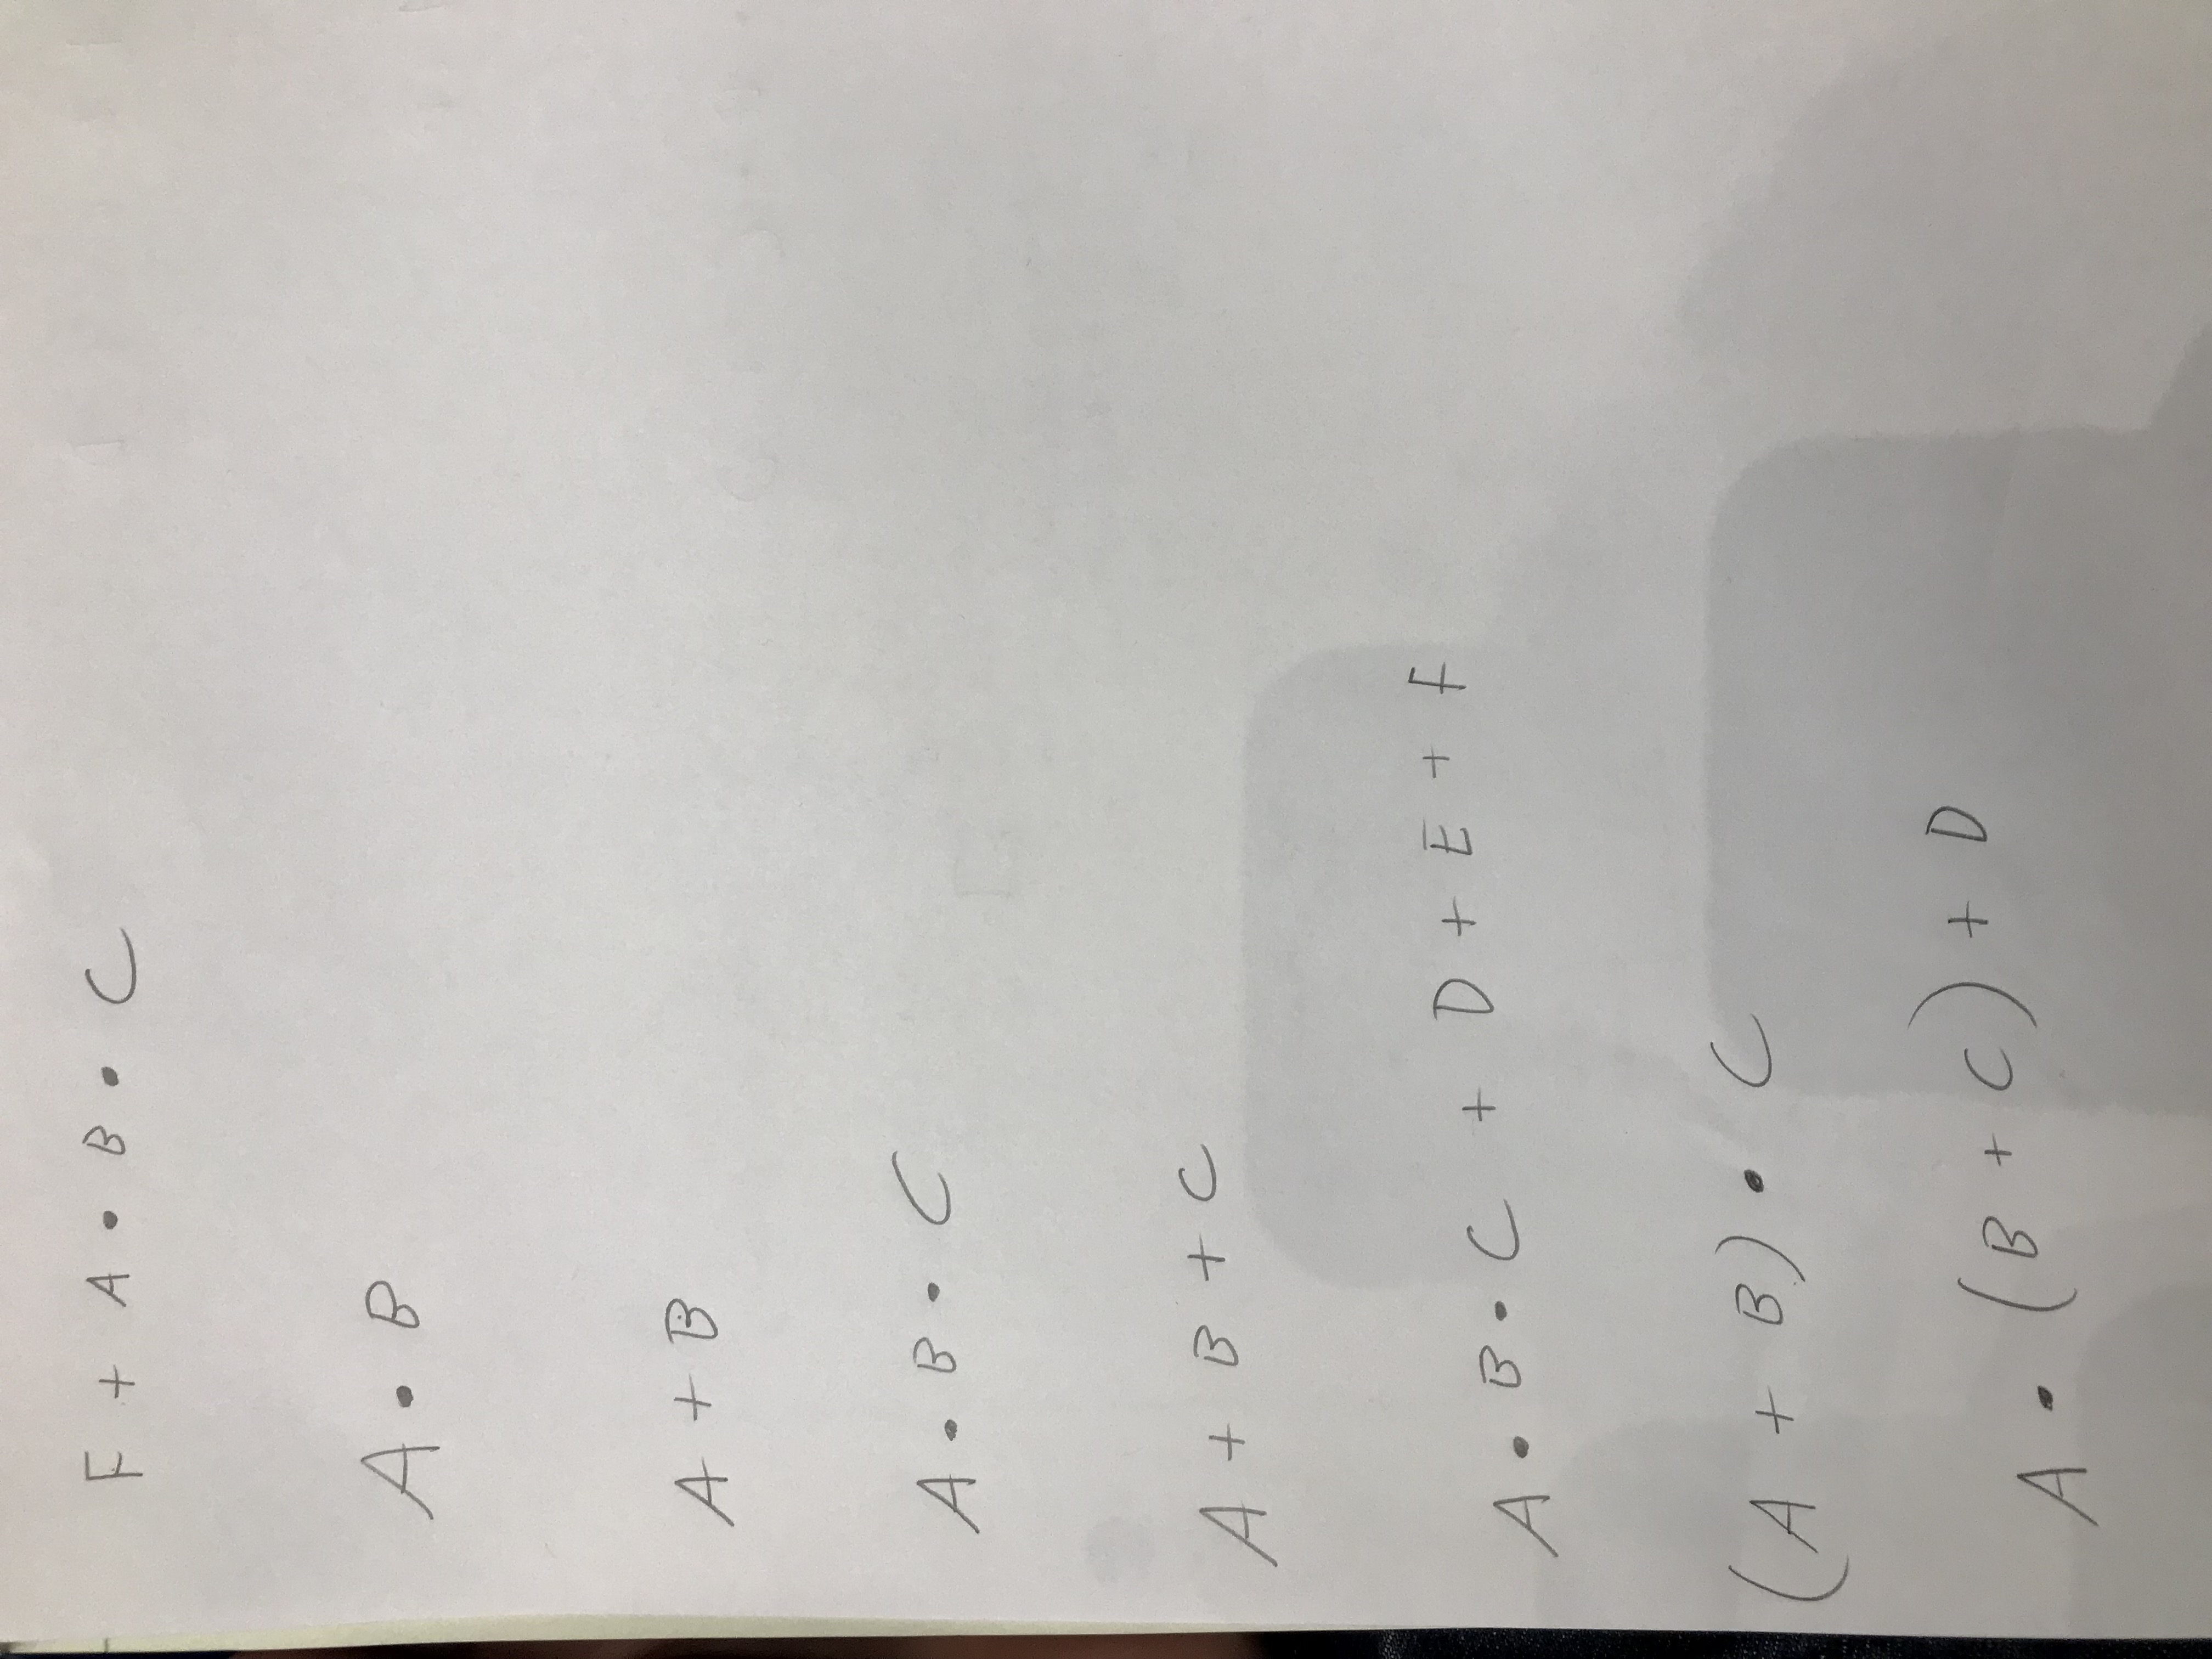 F + A • B • C
A • B
A + B
A • B • C
A + B + C
A • B • C + D + E + F
(A + B) • C
A • (B + C) + D